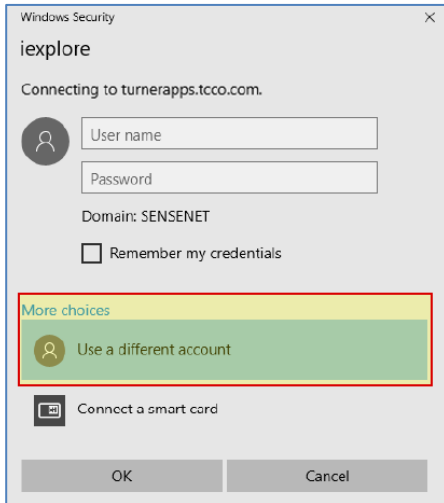 Windows Security
iexplore
Connecting to turnerapps.tcco.com.
User name
Password
Domain: SENSENET
Remember my credentials
More choices
Use a different account
Connect a smart card
OK Cancel